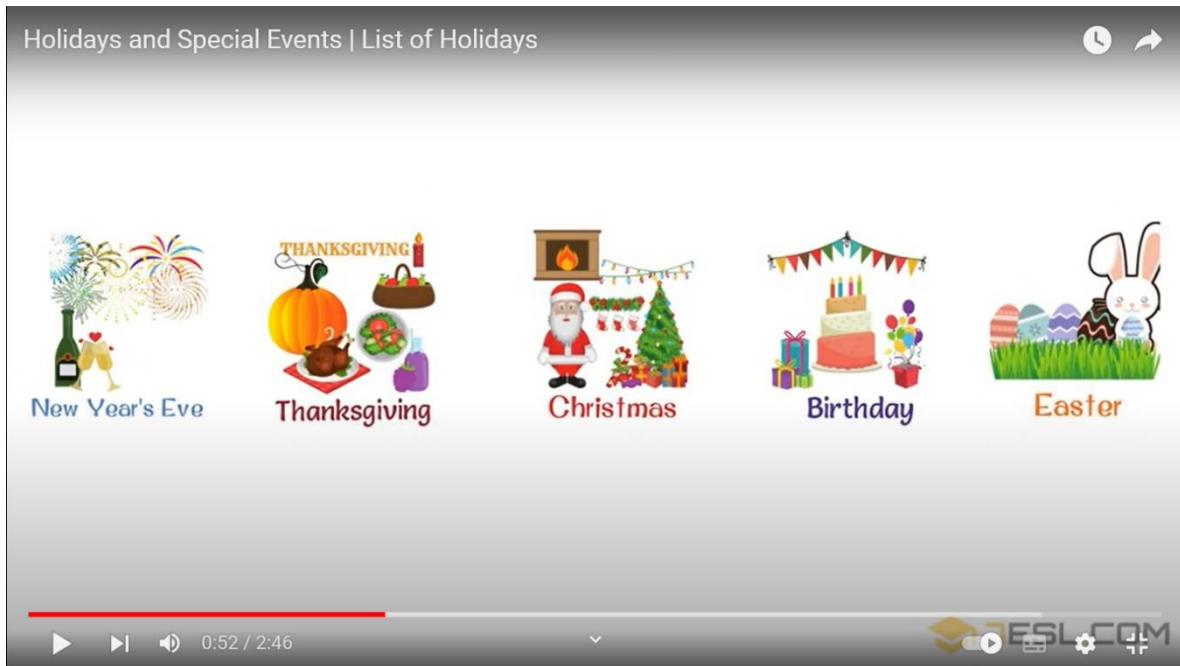 Holidays and Special Events | List of Holidays
THANKSGIVING
New Year's Eve
Thanksgiving
Christmas
Birthday
Easter
0:52 / 2:46
7ESL.COM